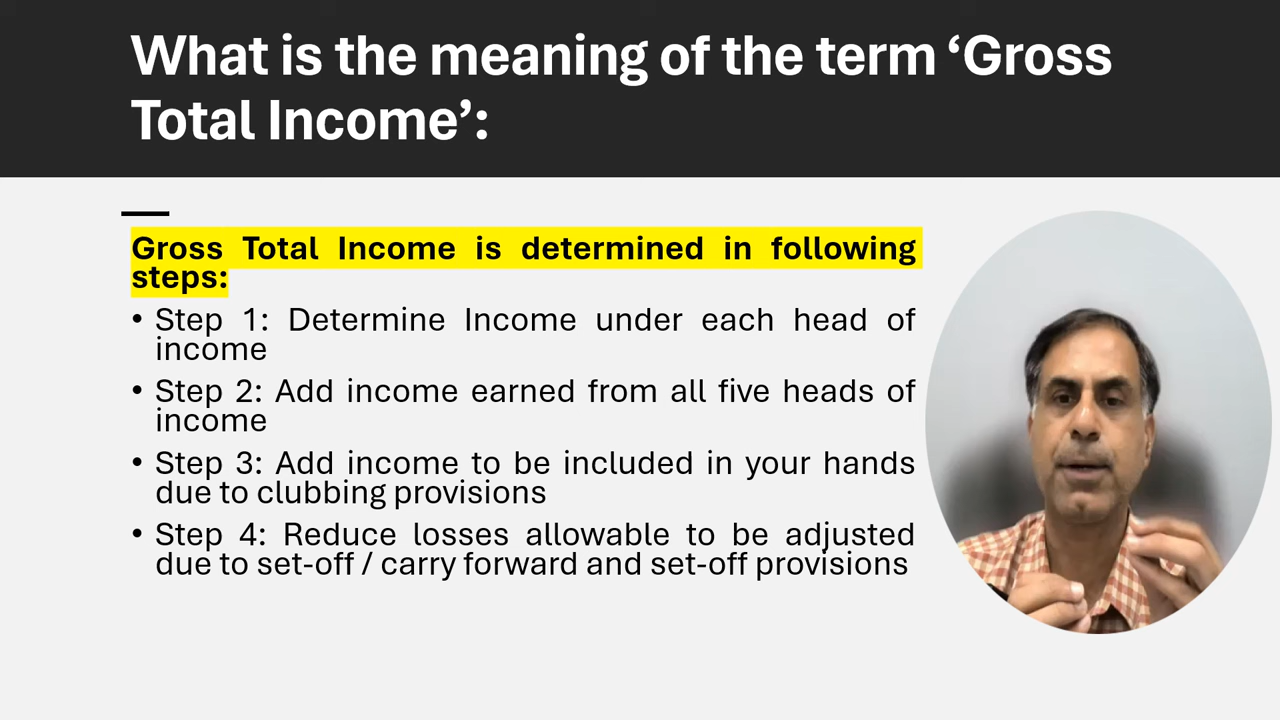 What is the meaning of the term ‘Gross
Total Income’:
Gross Total Income is determined in following
steps:
• Step 1: Determine Income under each head of
income
• Step 2: Add income earned from all five heads of
income
• Step 3: Add income to be included in your hands
due to clubbing provisions
• Step 4: Reduce losses allowable to be adjusted
due to set-off / carry forward and set-off provisions